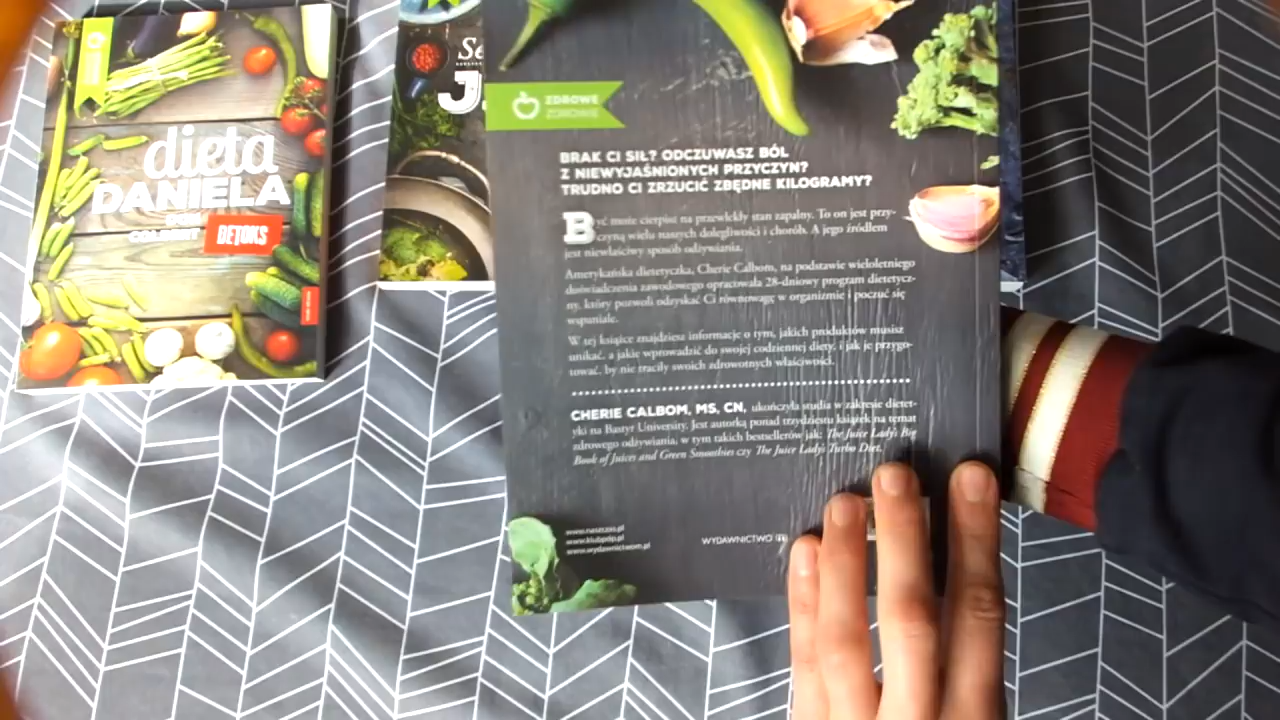 dieta
DANIELA
DON
COLBERT
DETOKS
Se
J
ZDROWE
ZDROWIE
BRAK CI SIŁ? ODCZUWASZ BÓL
Z NIEWYJAŚNIONYCH PRZYCZYN?
TRUDNO CI ZRZUCIĆ ZBĘDNE KILOGRAMY?
Być może cierpisz na przewlekły stan zapalny. To on jest przy-
czyną wielu naszych dolegliwości i chorób. A jego źródłem
jest niewłaściwy sposób odżywiania.
Amerykańska dietetyczka, Cherie Calbom, na podstawie wieloletniego
doświadczenia zawodowego opracowała 28-dniowy program dietetycz-
ny, który pozwoli odzyskać Ci równowagę w organizmie i poczuć się
wspaniale.
W tej książce znajdziesz informacje o tym, jakich produktów musisz
unikać, a jakie wprowadzić do swojej codziennej diety, i jak je przygo-
tować, by nie traciły swoich zdrowotnych właściwości.
CHERIE CALBOM, MS, CN, ukończyła studia w zakresie dietet-
yki na Bastyr University. Jest autorką ponad trzydziestu książek na temat
zdrowego odżywiania, w tym takich bestsellerów jak: The Juice Lady's Big
Book of Juices and Green Smoothies czy The Juice Lady's Turbo Diet.
www.naszczas.pl
www.klubpdp.pl
www.wydawnictwom.pl
WYDAWNICTWO m